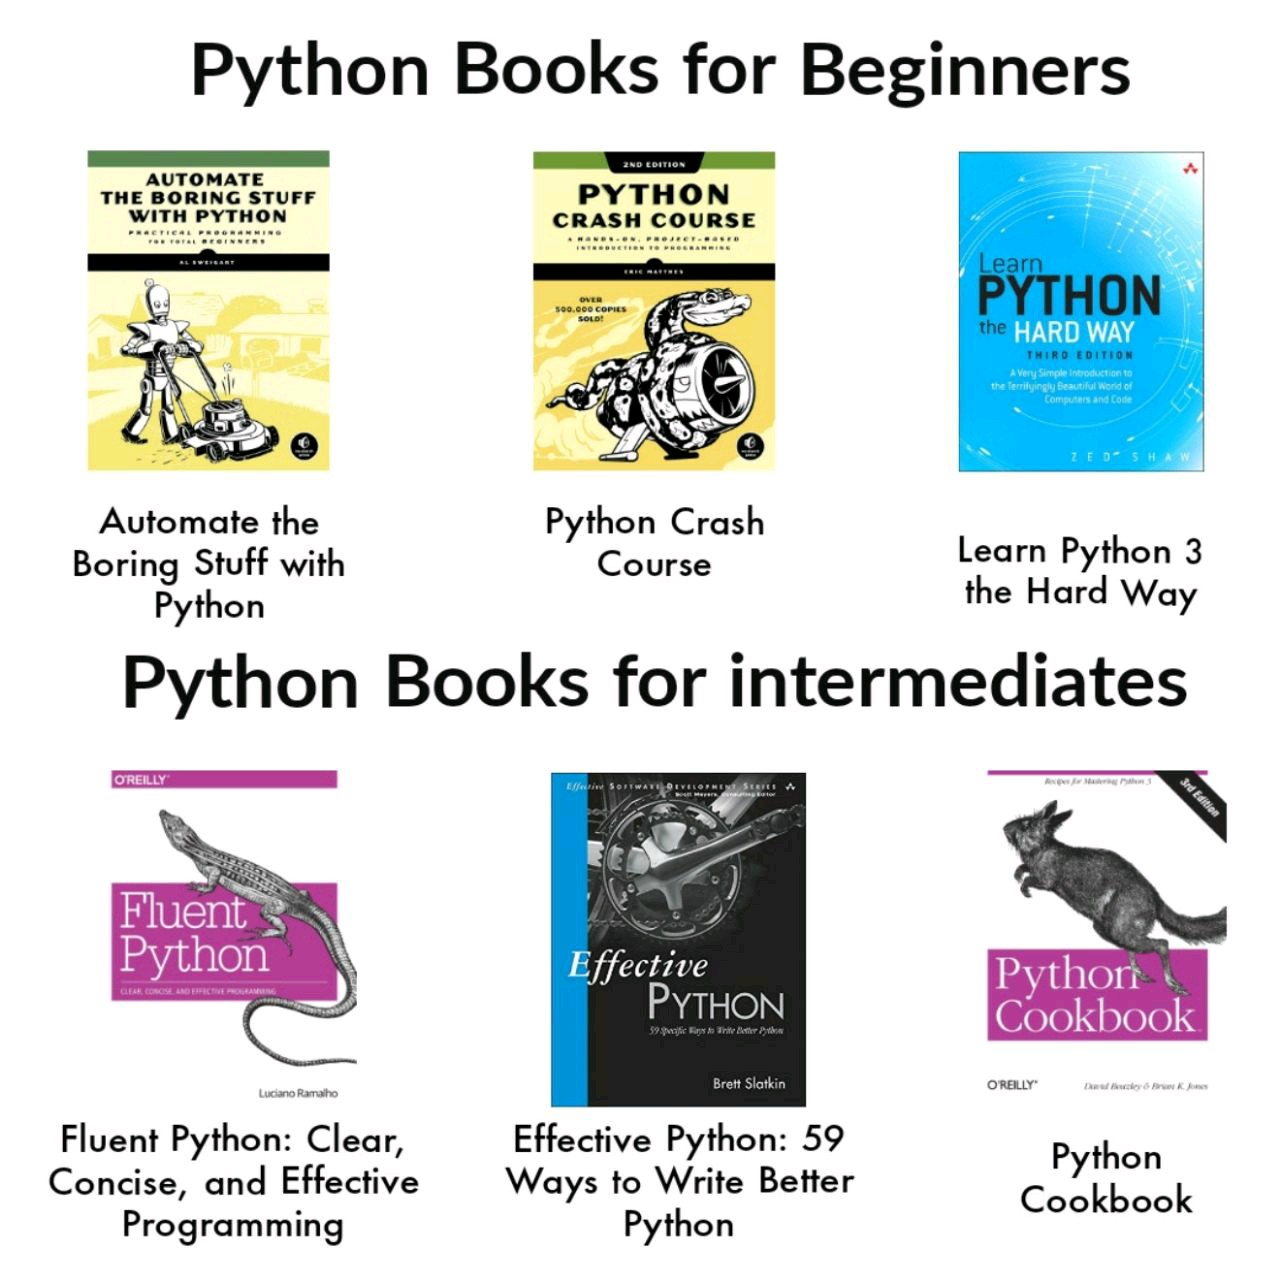 Python Books for Beginners
AUTOMATE
THE BORING STUFF
WITH PYTHON
PRACTICAL PROGRAMMING
FOR TOTAL BEGINNERS
AL SWEIGART
2ND EDITION
PYTHON
CRASH COURSE
A HANDS-ON, PROJECT-BASED
INTRODUCTION TO PROGRAMMING
ERIC MATTHES
OVER
500,000 COPIES
SOLD!
Learn
PYTHON
the HARD WAY
THIRD EDITION
A Very Simple Introduction to
the Terrifyingly Beautiful World of
Computers and Code
ZED SHAW
Automate the
Boring Stuff with
Python
Python Crash
Course
Learn Python 3
the Hard Way
Python Books for intermediates
O'REILLY
Fluent
Python
CLEAR, CONCISE, AND EFFECTIVE PROGRAMMING
Luciano Ramalho
Effective SOFTWARE DEVELOPMENT SERIES
Scott Meyers, Consulting Editor
Effective
PYTHON
59 Specific Ways to Write Better Python
Brett Slatkin
Recipes for Mastering Python 3
3rd Edition
Python
Cookbook
O'REILLY
David Beazley & Brian K. Jones
Fluent Python: Clear,
Concise, and Effective
Programming
Effective Python: 59
Ways to Write Better
Python
Python
Cookbook